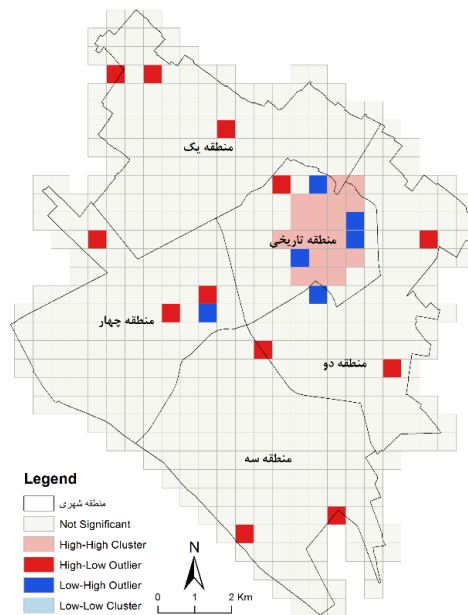 منطقه یک
منطقه تاریخی
منطقه چهار
منطقه دو
منطقه سه
Legend
منطقه شهری
Not Significant
High-High Cluster
High-Low Outlier
Low-High Outlier
Low-Low Cluster
N
0 1 2 Km